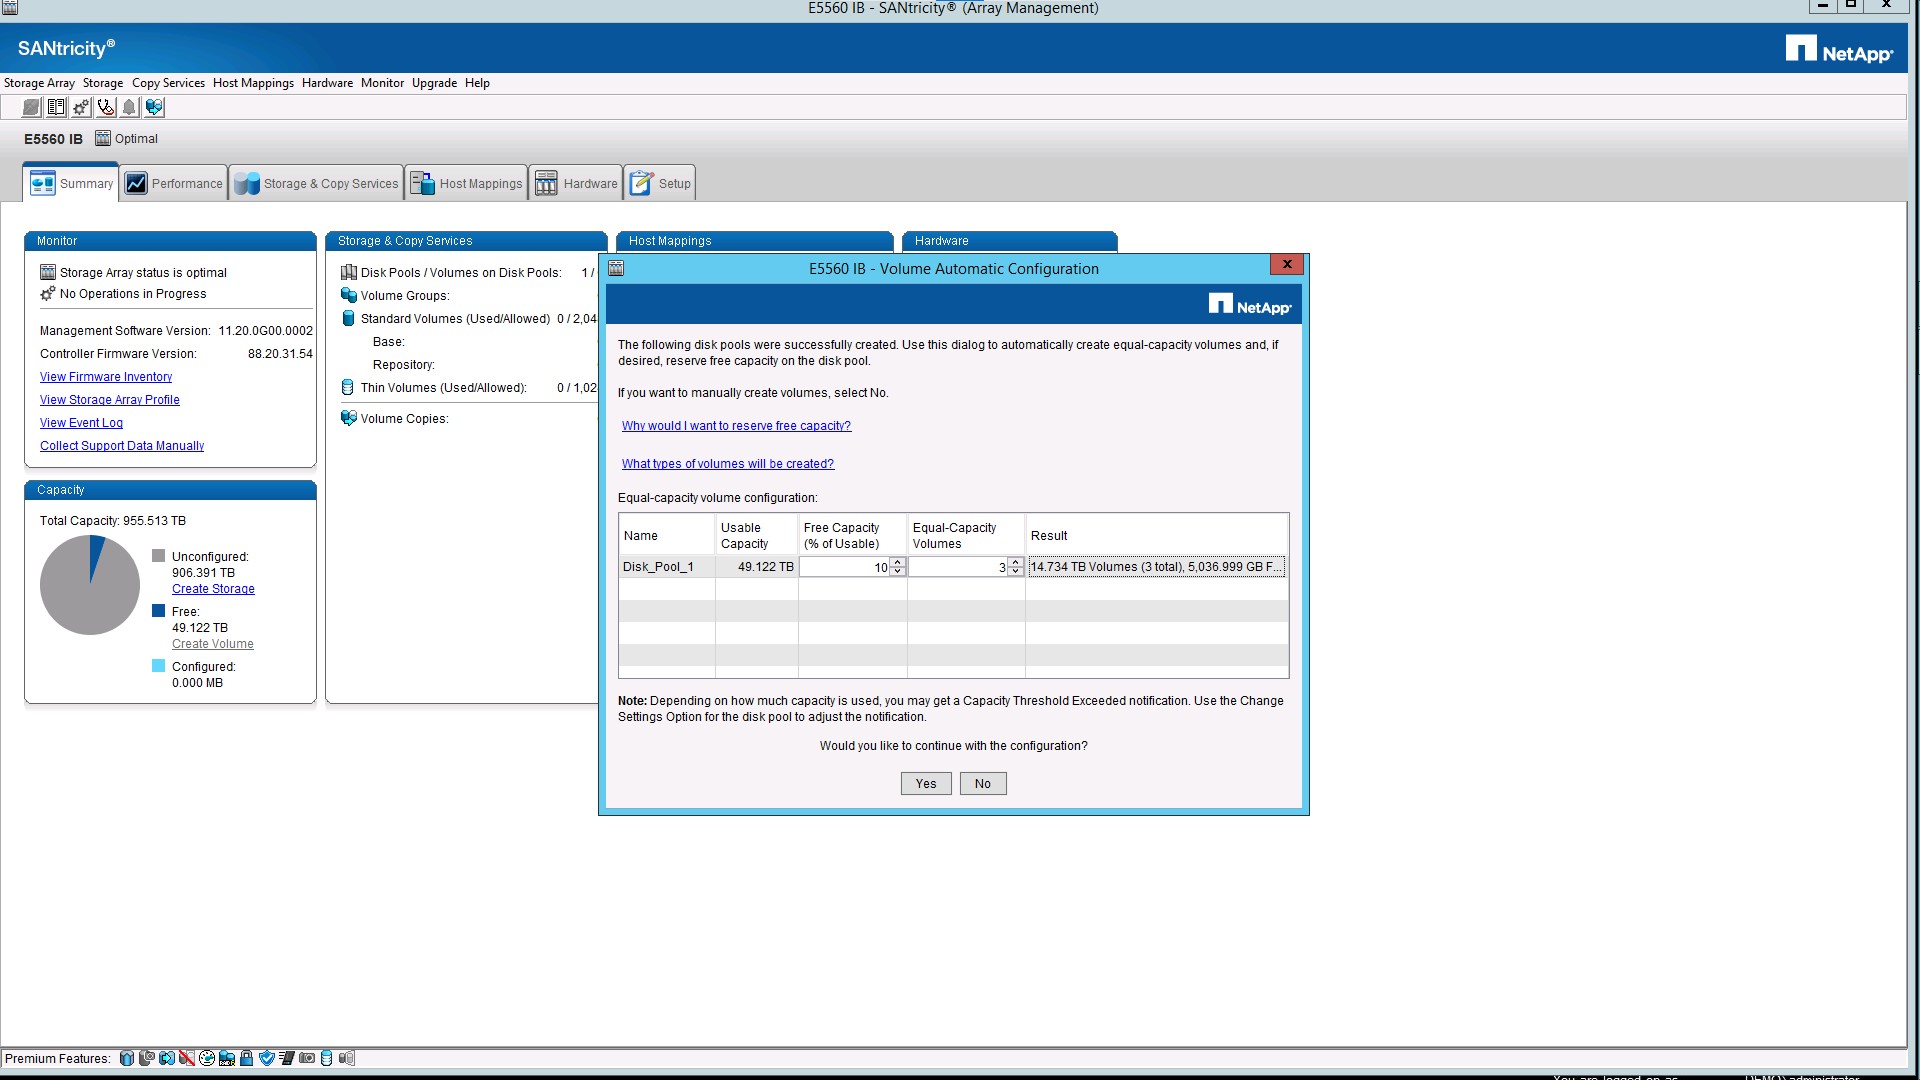 E5560 IB - SANtricity® (Array Management)
SANtricity®
NetApp
Storage Array Storage Copy Services Host Mappings Hardware Monitor Upgrade Help
E5560 IB Optimal
Summary Performance Storage & Copy Services Host Mappings Hardware Setup
Monitor
Storage Array status is optimal
No Operations in Progress
Management Software Version: 11.20.0G00.0002
Controller Firmware Version: 88.20.31.54
View Firmware Inventory
View Storage Array Profile
View Event Log
Collect Support Data Manually
Capacity
Total Capacity: 955.513 TB
Unconfigured:
906.391 TB
Create Storage
Free:
49.122 TB
Create Volume
Configured:
0.000 MB
Storage & Copy Services
Disk Pools / Volumes on Disk Pools: 1 /
Volume Groups:
Standard Volumes (Used/Allowed) 0 / 2,04
Base:
Repository:
Thin Volumes (Used/Allowed): 0 / 1,02
Volume Copies:
Host Mappings
Hardware
E5560 IB - Volume Automatic Configuration
NetApp
The following disk pools were successfully created. Use this dialog to automatically create equal-capacity volumes and, if
desired, reserve free capacity on the disk pool.
If you want to manually create volumes, select No.
Why would I want to reserve free capacity?
What types of volumes will be created?
Equal-capacity volume configuration:
Name Usable Capacity Free Capacity (% of Usable) Equal-Capacity Volumes Result
Disk_Pool_1 49.122 TB 10 3 14.734 TB Volumes (3 total), 5,036.999 GB F...
Note: Depending on how much capacity is used, you may get a Capacity Threshold Exceeded notification. Use the Change
Settings Option for the disk pool to adjust the notification.
Would you like to continue with the configuration?
Yes No
Premium Features:
You are logged on as DEMO\administrator